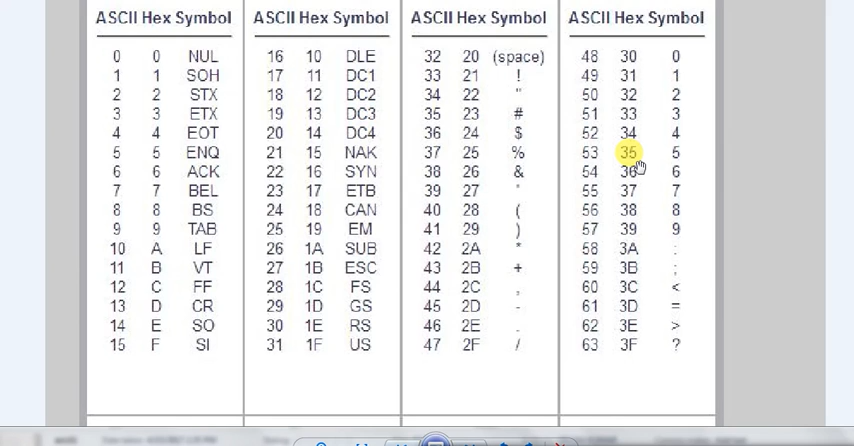 ASCII Hex Symbol ASCII Hex Symbol ASCII Hex Symbol ASCII Hex Symbol
0 0 NUL 16 10 DLE 32 20 (space) 48 30 0
1 1 SOH 17 11 DC1 33 21 ! 49 31 1
2 2 STX 18 12 DC2 34 22 " 50 32 2
3 3 ETX 19 13 DC3 35 23 # 51 33 3
4 4 EOT 20 14 DC4 36 24 $ 52 34 4
5 5 ENQ 21 15 NAK 37 25 % 53 35 5
6 6 ACK 22 16 SYN 38 26 & 54 36 6
7 7 BEL 23 17 ETB 39 27 ' 55 37 7
8 8 BS 24 18 CAN 40 28 ( 56 38 8
9 9 TAB 25 19 EM 41 29 ) 57 39 9
10 A LF 26 1A SUB 42 2A * 58 3A :
11 B VT 27 1B ESC 43 2B + 59 3B ;
12 C FF 28 1C FS 44 2C , 60 3C <
13 D CR 29 1D GS 45 2D - 61 3D =
14 E SO 30 1E RS 46 2E . 62 3E >
15 F SI 31 1F US 47 2F / 63 3F ?